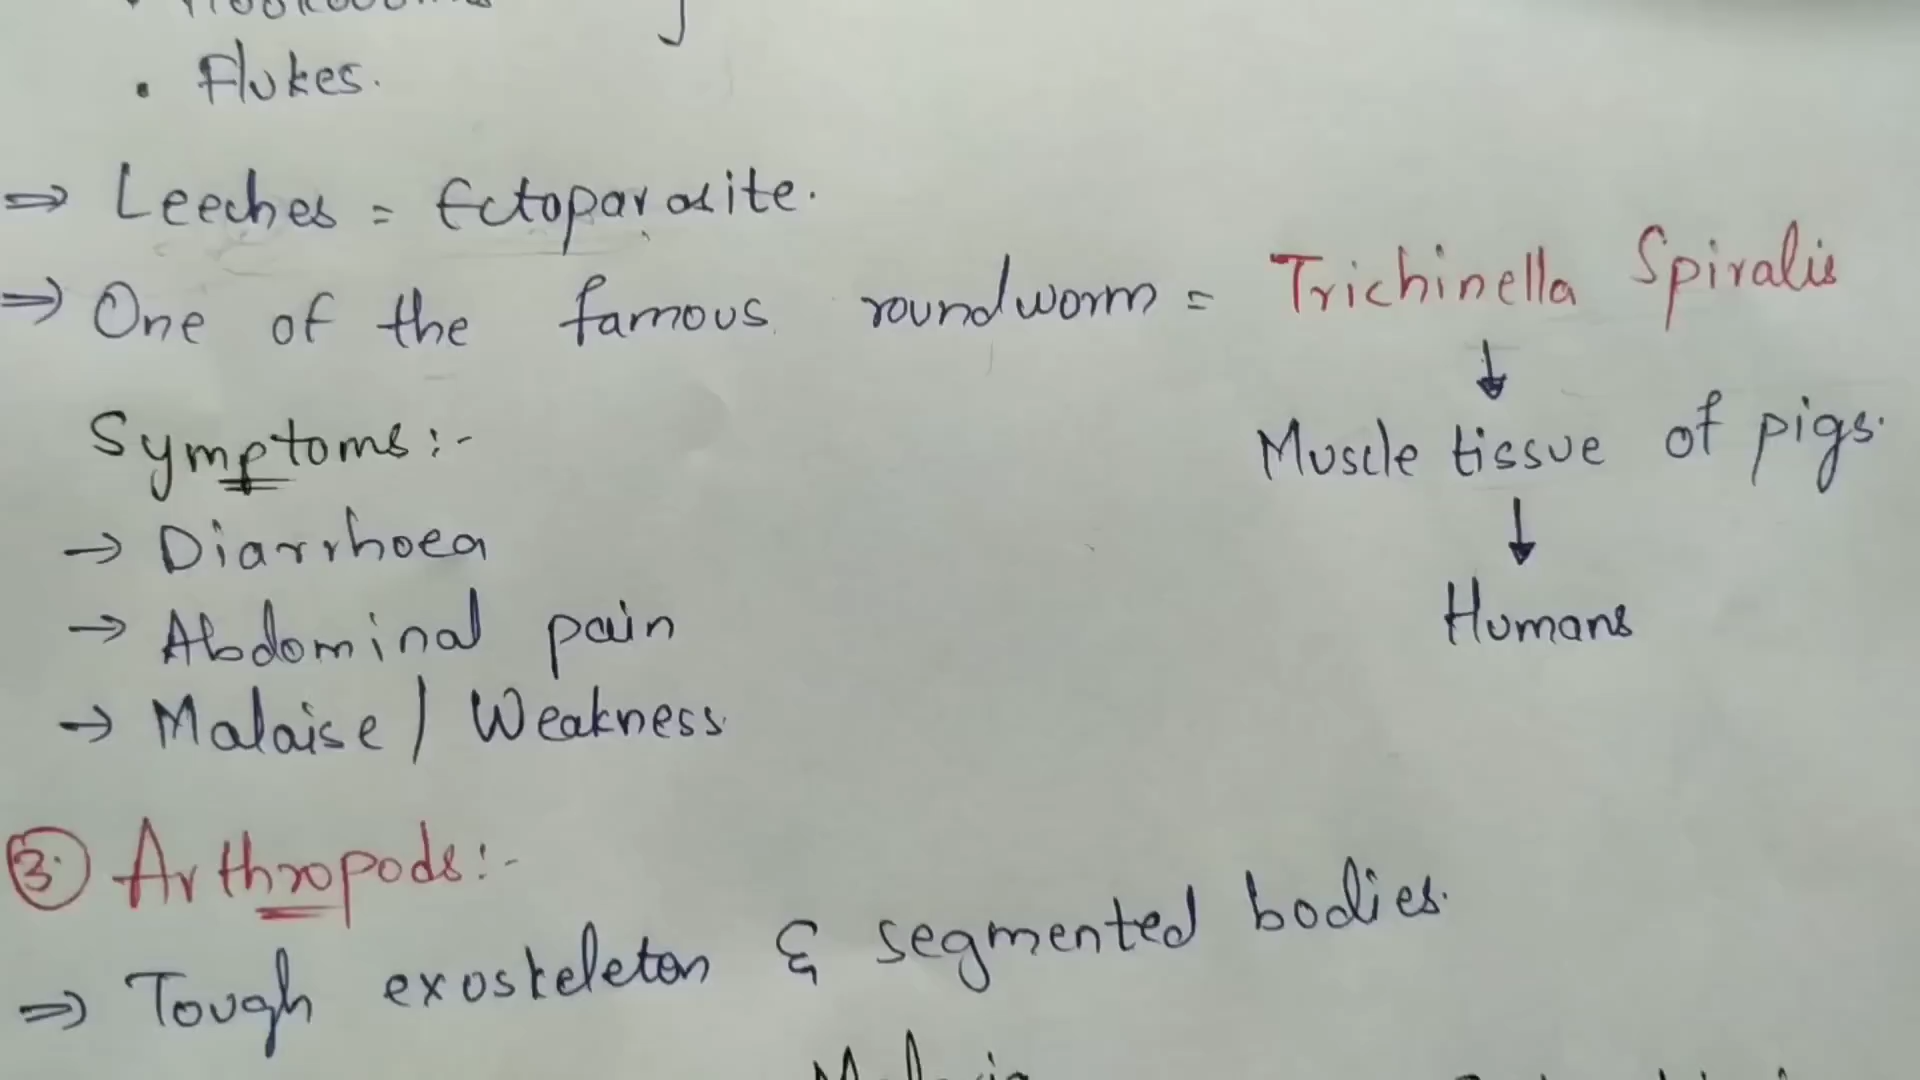 • Flukes.
⇒ Leeches = Ectoparasite.
⇒ One of the famous roundworm = Trichinella Spiralis
↓
Muscle tissue of pigs.
↓
Humans
Symptoms:-
→ Diarrhoea
→ Abdominal pain
→ Malaise / Weakness
③ Arthropods:-
⇒ Tough exoskeleton & segmented bodies.